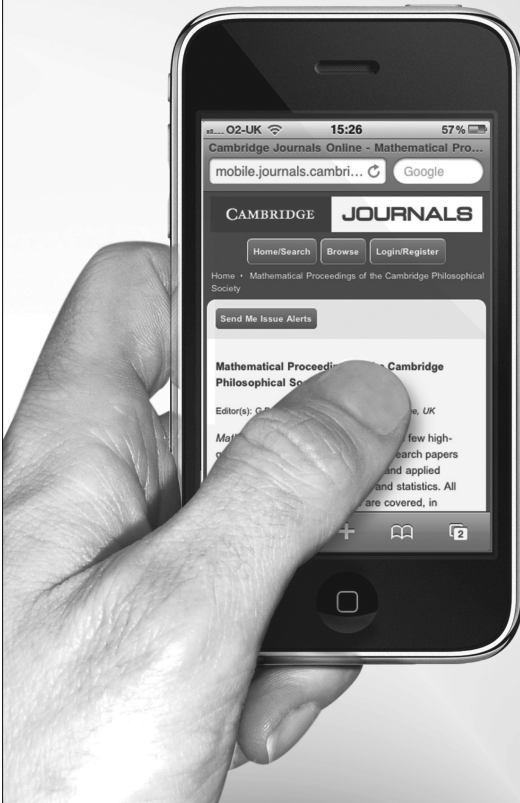 O2-UK 15:26 57%
Cambridge Journals Online - Mathematical Pro...
mobile.journals.cambri... Google
CAMBRIDGE JOURNALS
Home/Search Browse Login/Register
Home • Mathematical Proceedings of the Cambridge Philosophical
Society
Send Me Issue Alerts
Mathematical Cambridge
Philosophical
Editor(s): UK
few high-
earch papers
and applied
and statistics. All
are covered, in
2